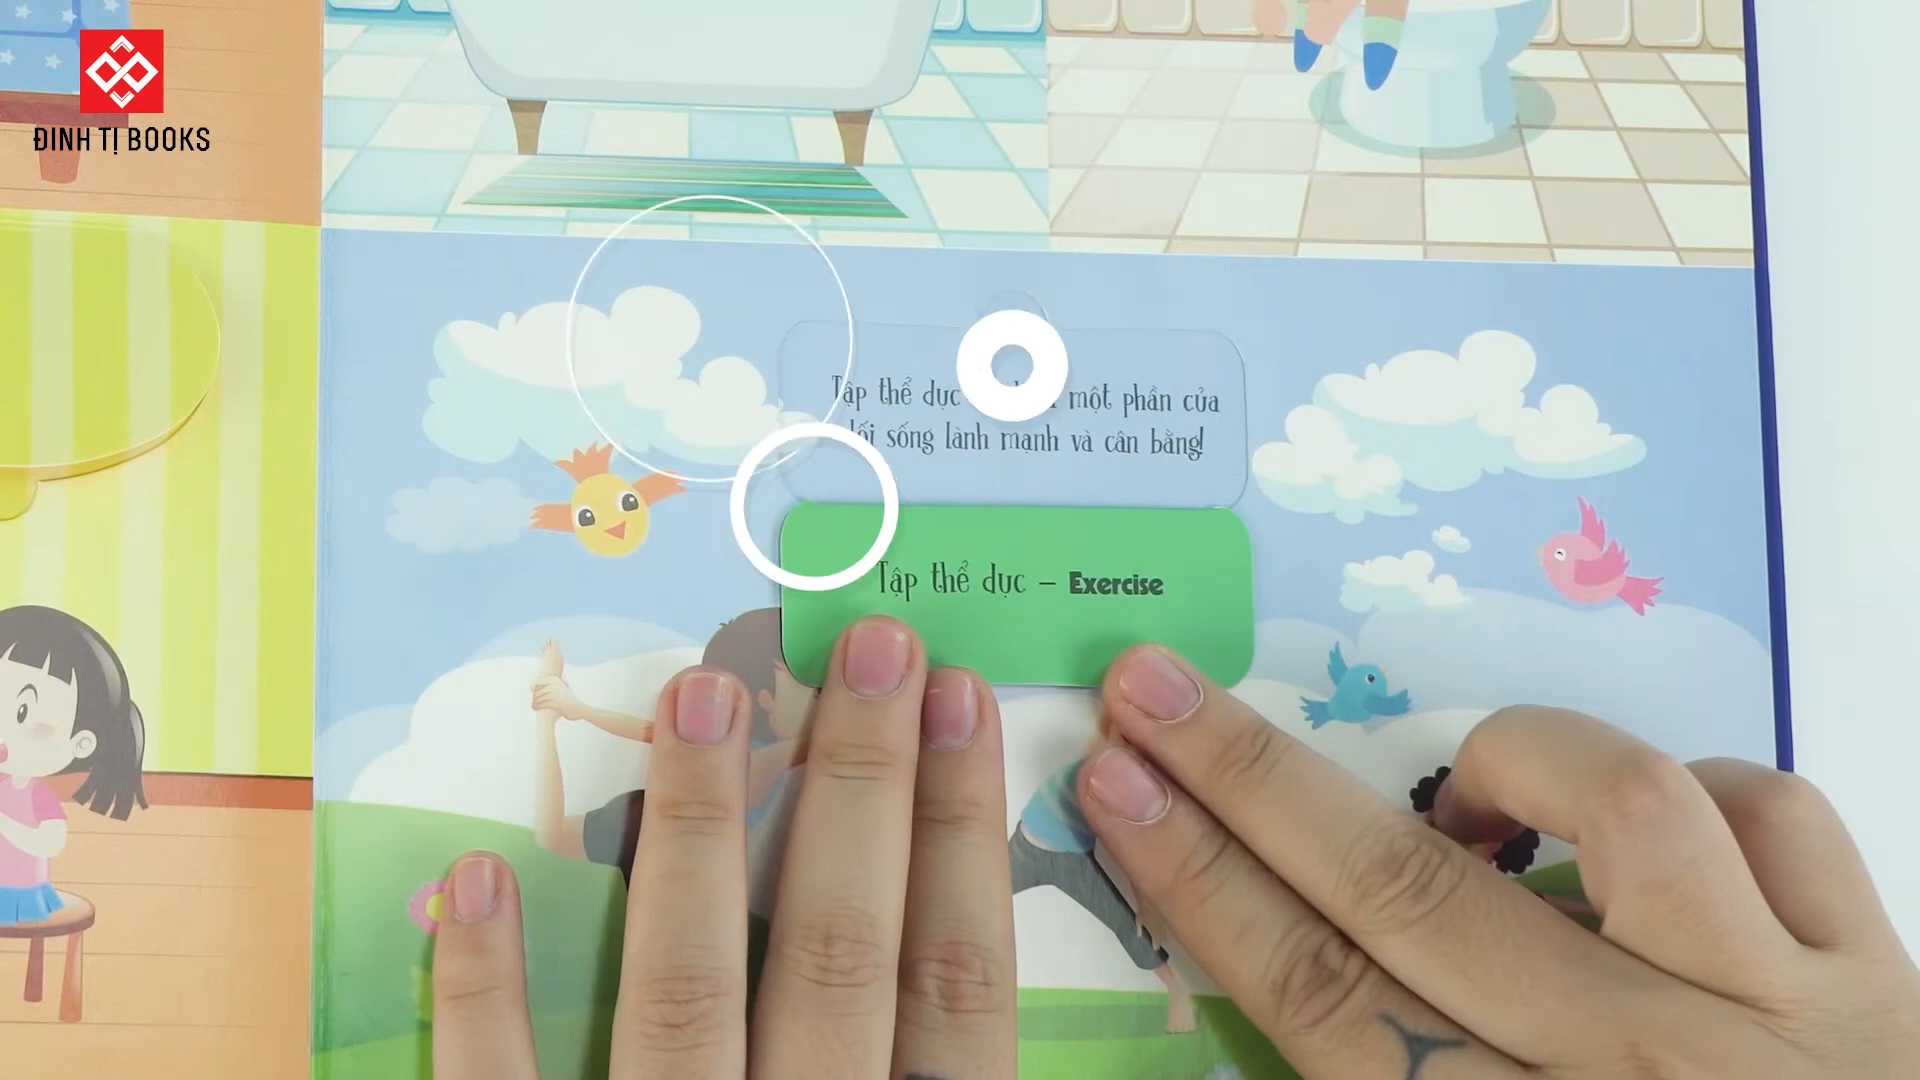 ĐINH TỊ BOOKS
Tập thể dục một phần của
lối sống lành mạnh và cân bằng!
Tập thể dục – Exercise